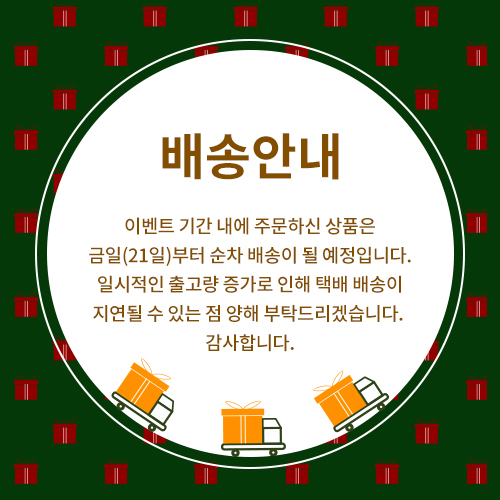 배송안내
이벤트 기간 내에 주문하신 상품은
금일(21일)부터 순차 배송이 될 예정입니다.
일시적인 출고량 증가로 인해 택배 배송이
지연될 수 있는 점 양해 부탁드리겠습니다.
감사합니다.